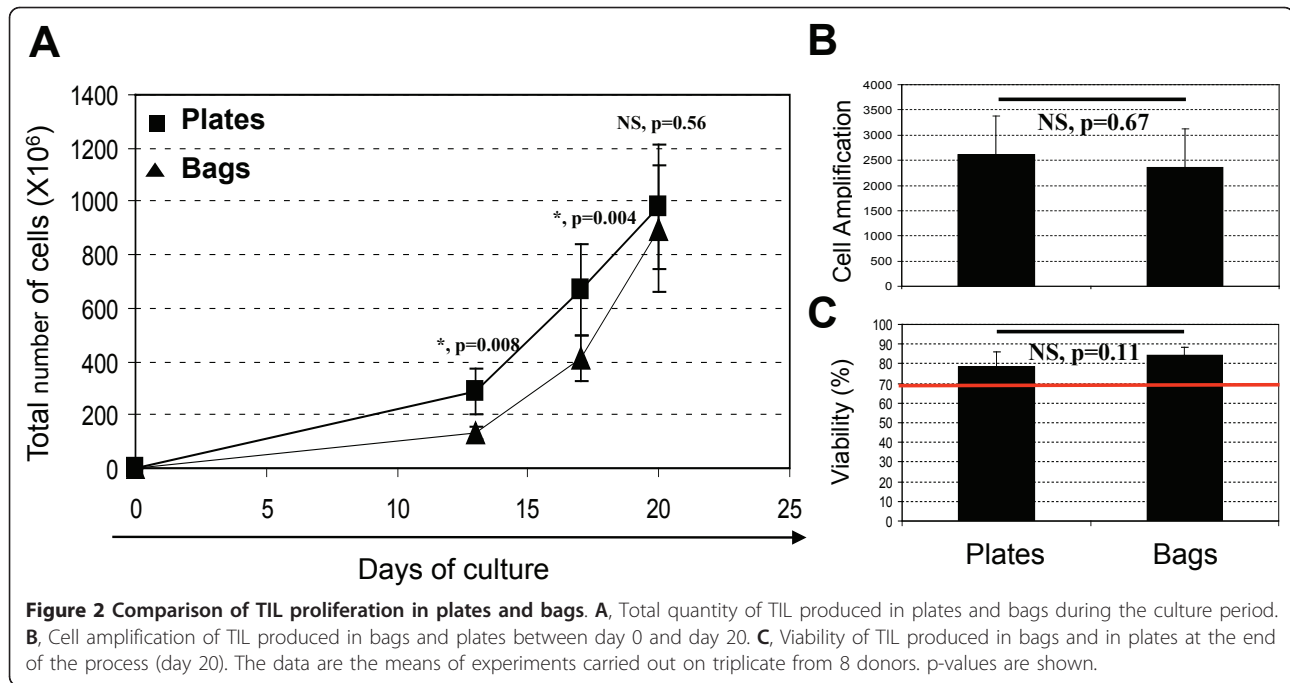 A
Total number of cells (X10⁶)
1400
1200
1000
800
600
400
200
0
Plates
Bags
*, p=0.008
*, p=0.004
NS, p=0.56
0 5 10 15 20 25
Days of culture
B
Cell Amplification
4000
3500
3000
2500
2000
1500
1000
500
0
NS, p=0.67
C
Viability (%)
100
90
80
70
60
50
40
30
20
10
0
NS, p=0.11
Plates Bags
Figure 2 Comparison of TIL proliferation in plates and bags. A, Total quantity of TIL produced in plates and bags during the culture period.
B, Cell amplification of TIL produced in bags and plates between day 0 and day 20. C, Viability of TIL produced in bags and in plates at the end
of the process (day 20). The data are the means of experiments carried out on triplicate from 8 donors. p-values are shown.